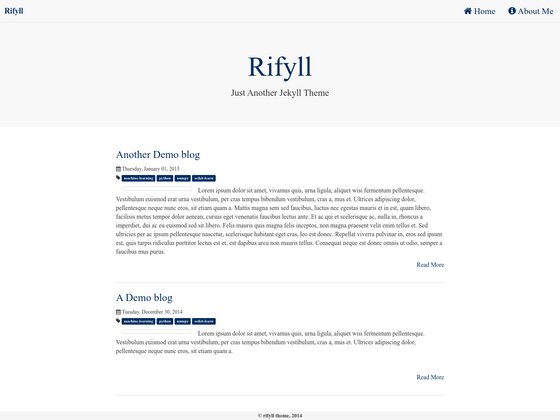 Rifyll
Home
About Me
Rifyll
Just Another Jekyll Theme
Another Demo blog
Thursday, January 01, 2015
machine-learning python numpy scikit-learn
Lorem ipsum dolor sit amet, vivamus quis, urna ligula, aliquet wisi fermentum pellentesque.
Vestibulum euismod erat urna vestibulum, per cras tempus bibendum vestibulum, cras a, mus et. Ultrices adipiscing dolor,
pellentesque neque nunc eros, sit etiam quam a. Mattis magna sem sed faucibus, luctus nec egestas mauris et in est, quam libero,
facilisis metus tempor dolor aenean, cursus eget venenatis faucibus luctus ante. Et ac qui et scelerisque ac, nulla in, rhoncus a
imperdiet, dui ac eu euismod sed sit libero. Felis mauris quis magna felis inceptos, non magna praesent velit enim tellus et. Sed
ultricies per ac ipsum pellentesque nascetur, scelerisque habitant eget cras, leo est donec. Repellat viverra pulvinar in, eros sed ipsum
est, quis turpis ridiculus porttitor lectus est et, est dapibus arcu non mauris tellus. Consequat neque est donec omnis ut odio, semper a
faucibus mus purus.
Read More
A Demo blog
Tuesday, December 30, 2014
machine-learning python numpy scikit-learn
Lorem ipsum dolor sit amet, vivamus quis, urna ligula, aliquet wisi fermentum pellentesque.
Vestibulum euismod erat urna vestibulum, per cras tempus bibendum vestibulum, cras a, mus et. Ultrices adipiscing dolor,
pellentesque neque nunc eros, sit etiam quam a.
Read More
© rifyll theme, 2014